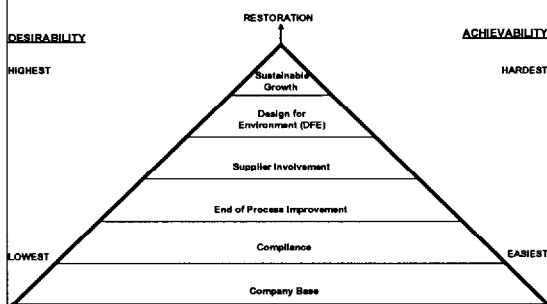 RESTORATION
DESIRABILITY
ACHIEVABILITY
HIGHEST
HARDEST
Sustainable
Growth
Design for
Environment (DFE)
Supplier Involvement
End of Process Improvement
Compliance
LOWEST
EASIEST
Company Base